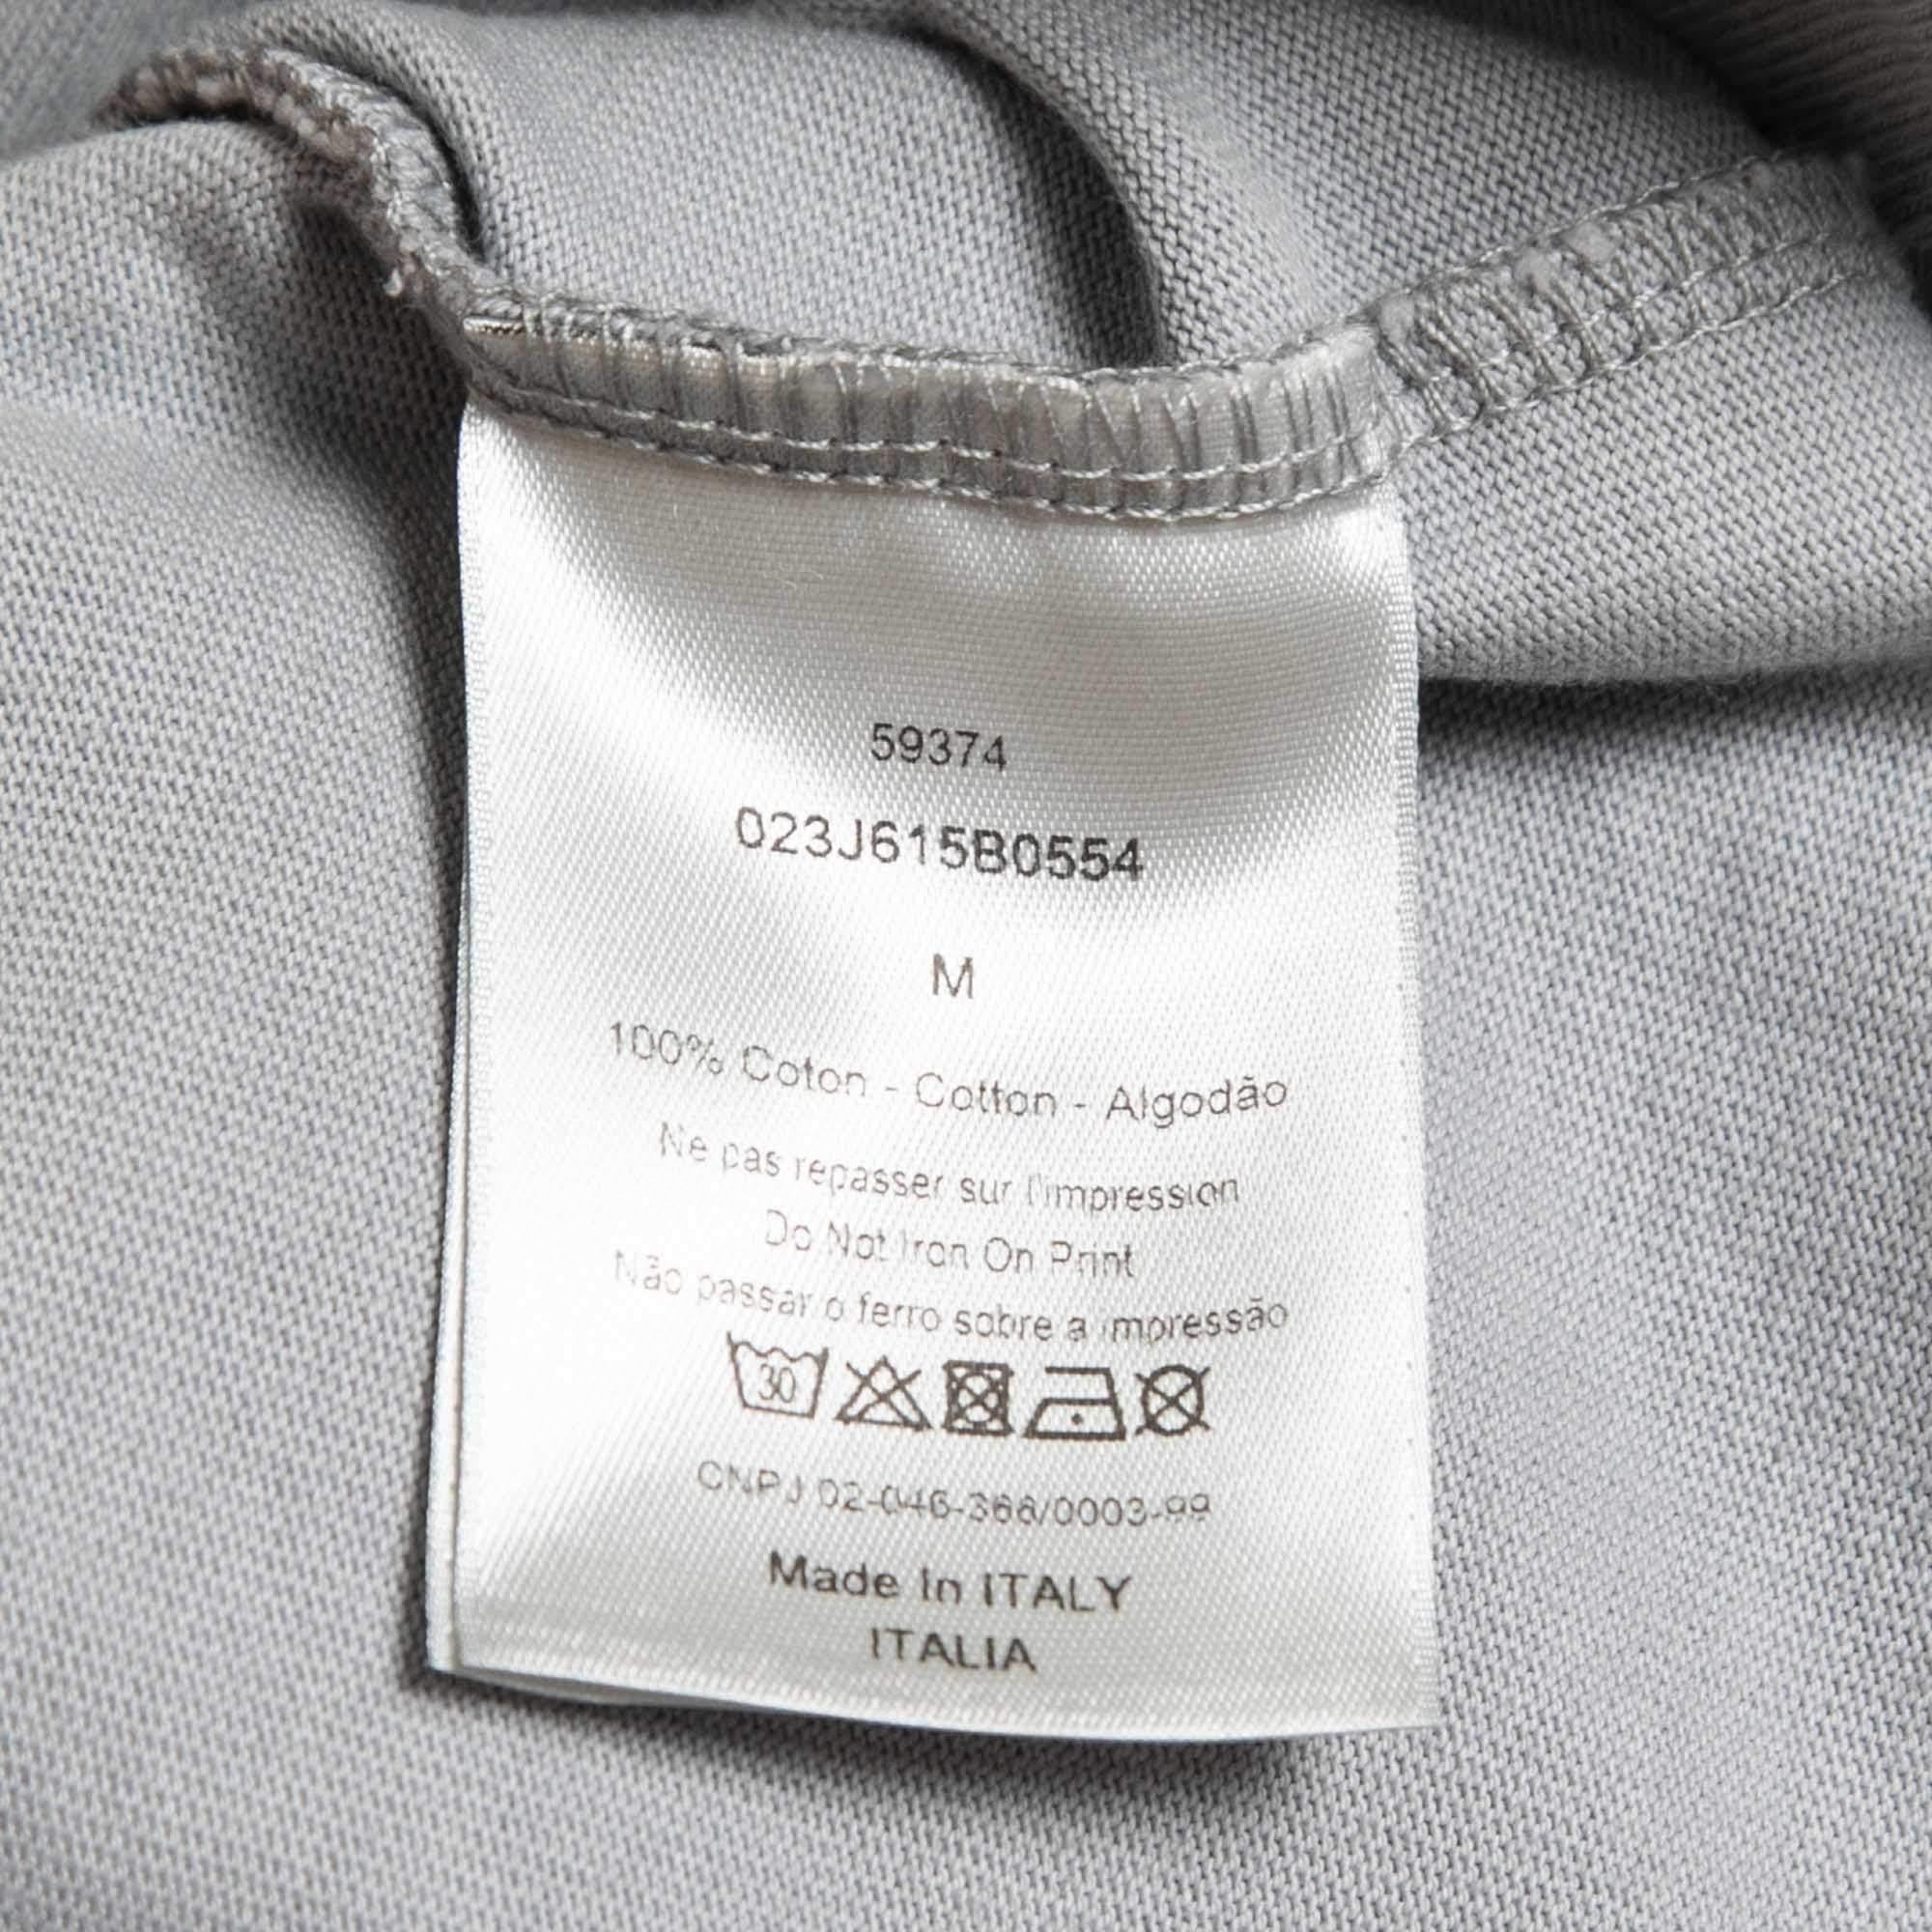 59374
023J615B0554
M
100% Coton - Cotton - Algodão
Ne pas repasser sur l'impression
Do Not Iron On Print
Não passar o ferro sobre a impressão
30
CNPJ 02-046-368/0003-99
Made In ITALY
ITALIA